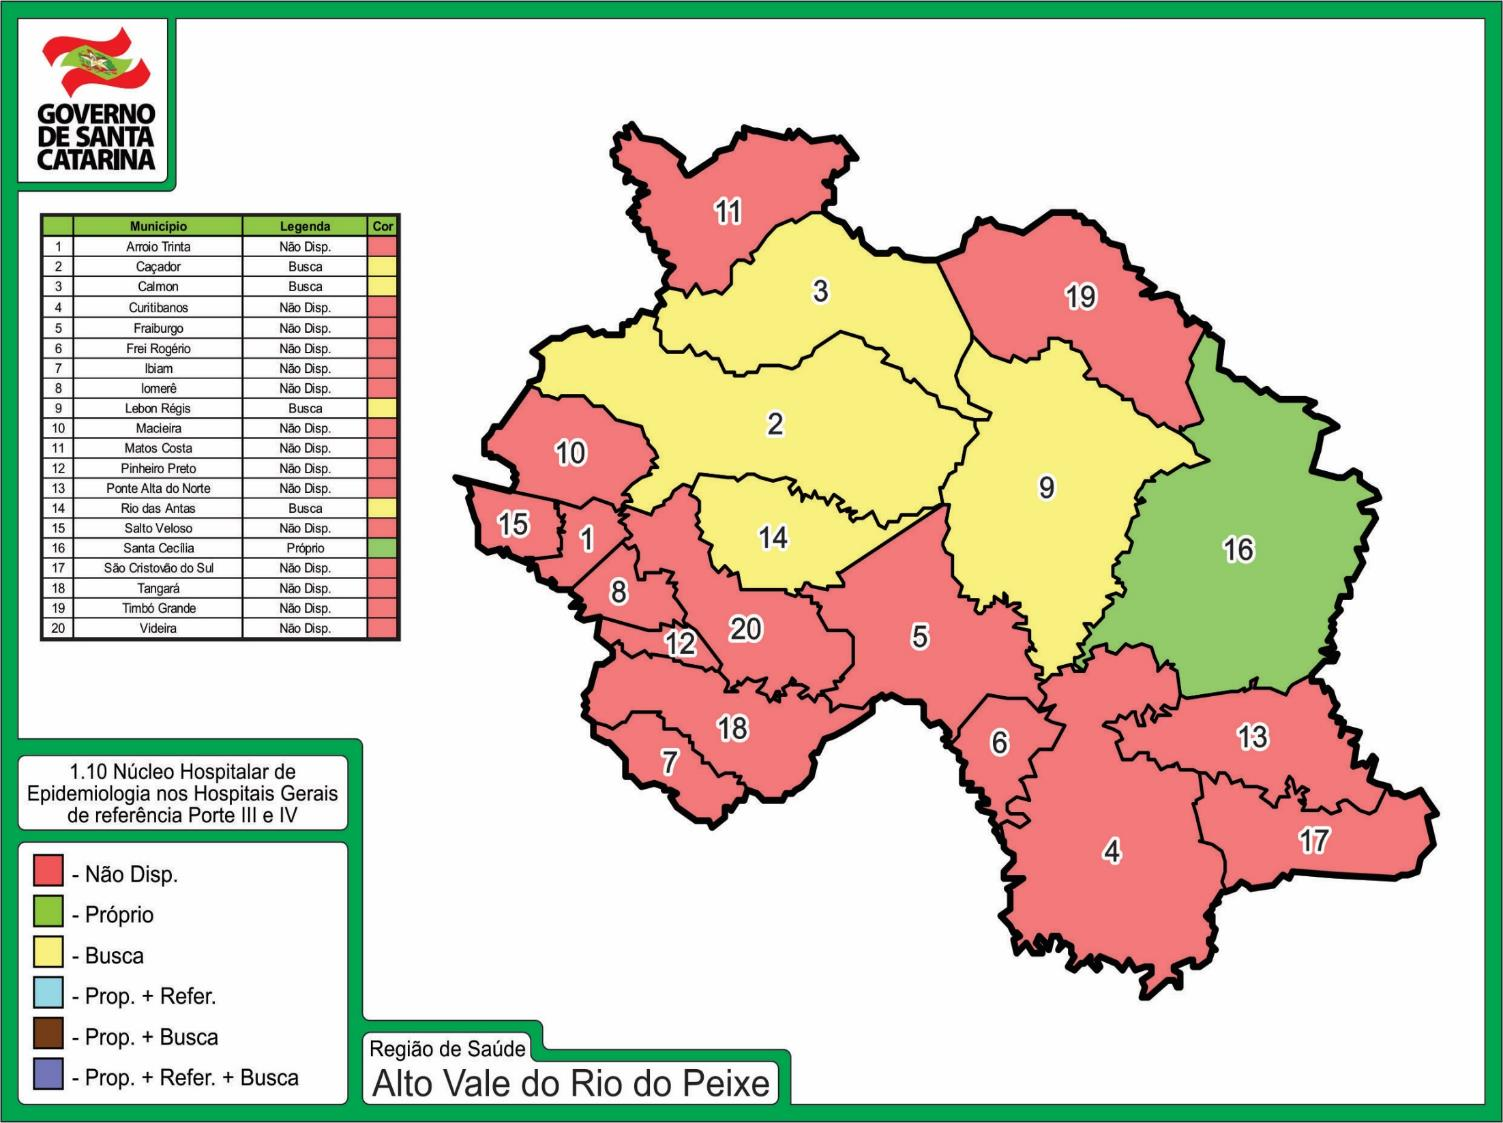 GOVERNO
DE SANTA
CATARINA
Município Legenda Cor
1 Arroio Trinta Não Disp.
2 Caçador Busca
3 Calmon Busca
4 Curitibanos Não Disp.
5 Fraiburgo Não Disp.
6 Frei Rogério Não Disp.
7 Ibiam Não Disp.
8 Iomerê Não Disp.
9 Lebon Régis Busca
10 Macieira Não Disp.
11 Matos Costa Não Disp.
12 Pinheiro Preto Não Disp.
13 Ponte Alta do Norte Não Disp.
14 Rio das Antas Busca
15 Salto Veloso Não Disp.
16 Santa Cecília Próprio
17 São Cristovão do Sul Não Disp.
18 Tangará Não Disp.
19 Timbó Grande Não Disp.
20 Videira Não Disp.
11
3
19
2
10
9
15
1
14
16
8
20
12
5
18
6
13
7
17
4
1.10 Núcleo Hospitalar de
Epidemiologia nos Hospitais Gerais
de referência Porte III e IV
- Não Disp.
- Próprio
- Busca
- Prop. + Refer.
- Prop. + Busca
- Prop. + Refer. + Busca
Região de Saúde
Alto Vale do Rio do Peixe